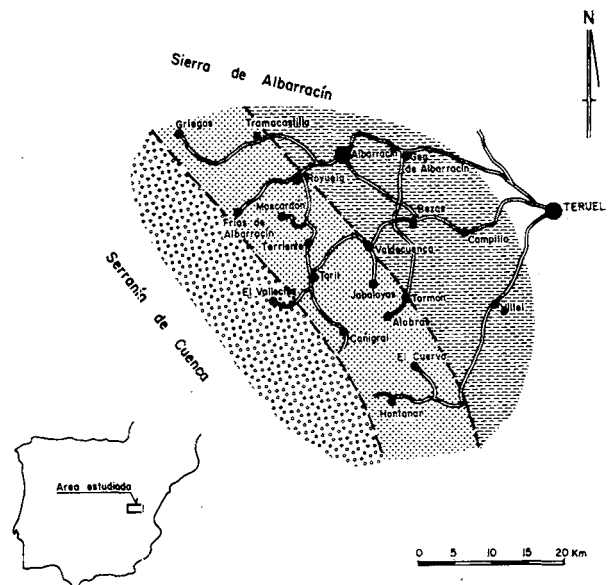 N
Sierra de Albarracín
Griegos
Tramacastilla
Albarracín
Gea
de Albarracín
Royuela
Moscardon
Bezas
TERUEL
Frías de
Albarracín
Terriente
Valdecuenca
Campillo
Toril
El Vallecillo
Jabaloyas
Tormón
Villel
Alobras
Serranía de Cuenca
Cañigral
El Cuervo
Hontanar
Area estudiada
0 5 10 15 20 Km